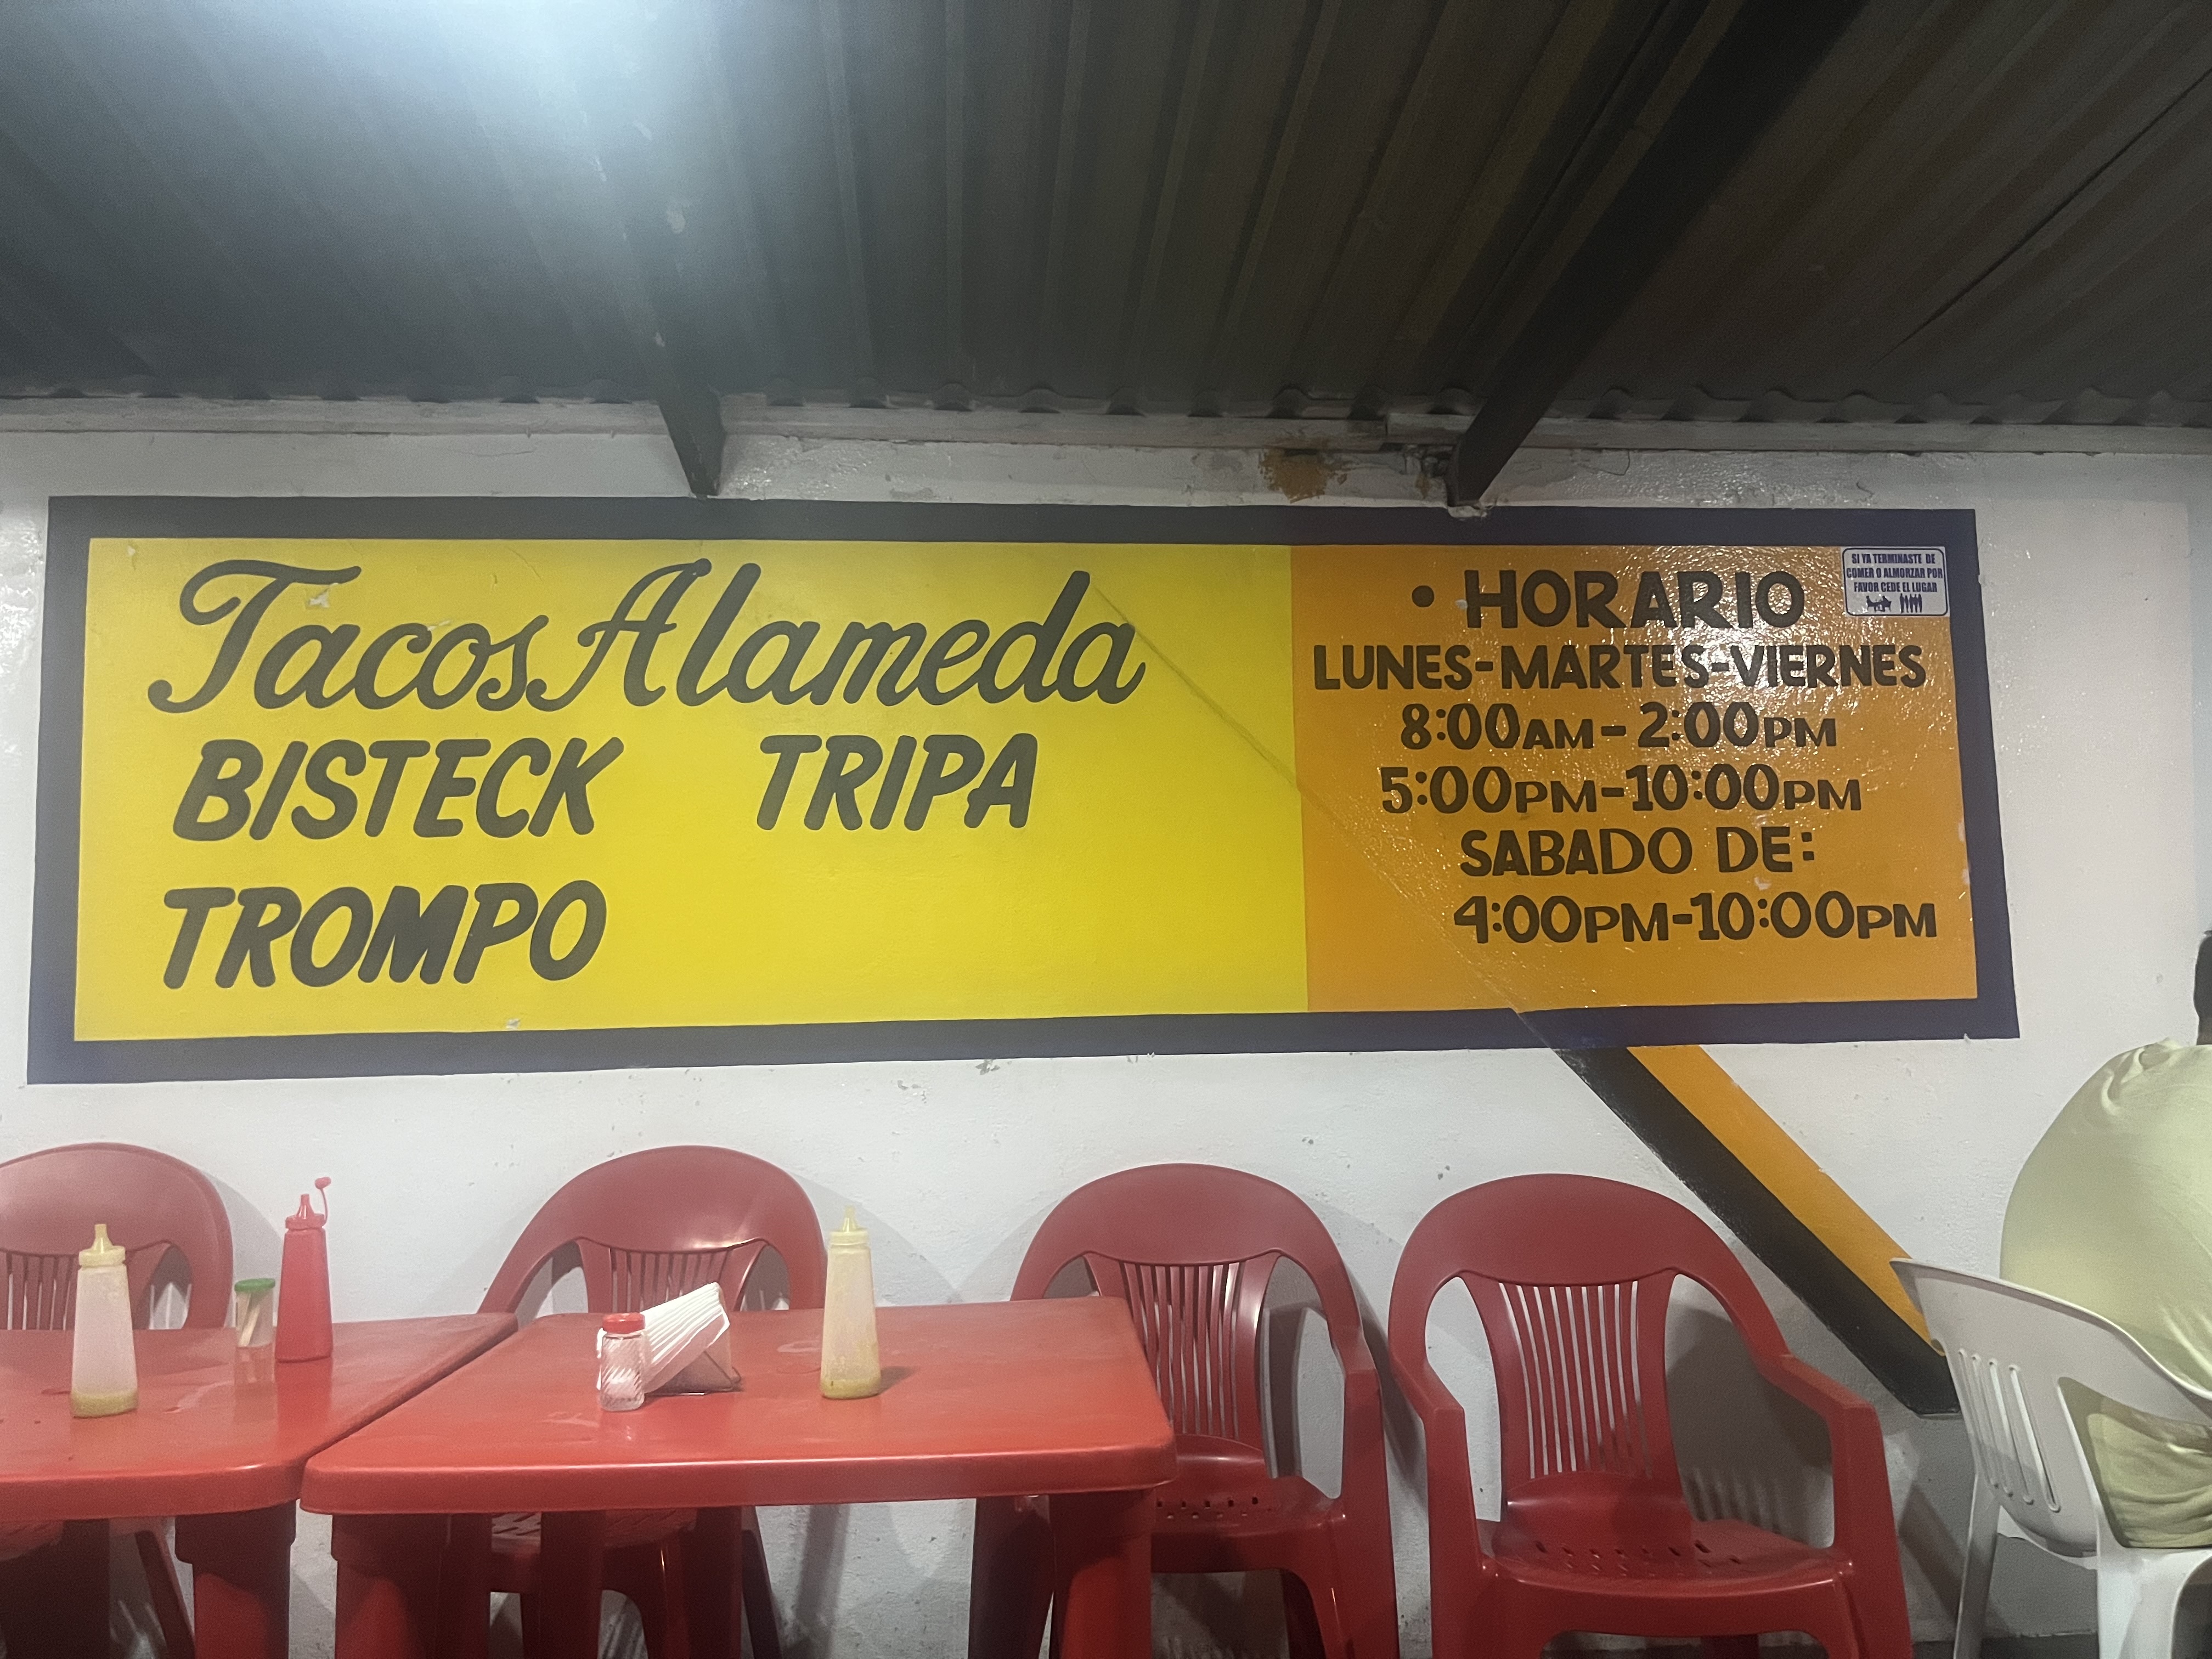 Tacos Alameda
BISTECK TRIPA
TROMPO
• HORARIO
LUNES-MARTES-VIERNES
8:00AM-2:00PM
5:00PM-10:00PM
SABADO DE:
4:00PM-10:00PM
SI YA TERMINASTE DE
COMER O ALMORZAR POR
FAVOR CEDE EL LUGAR